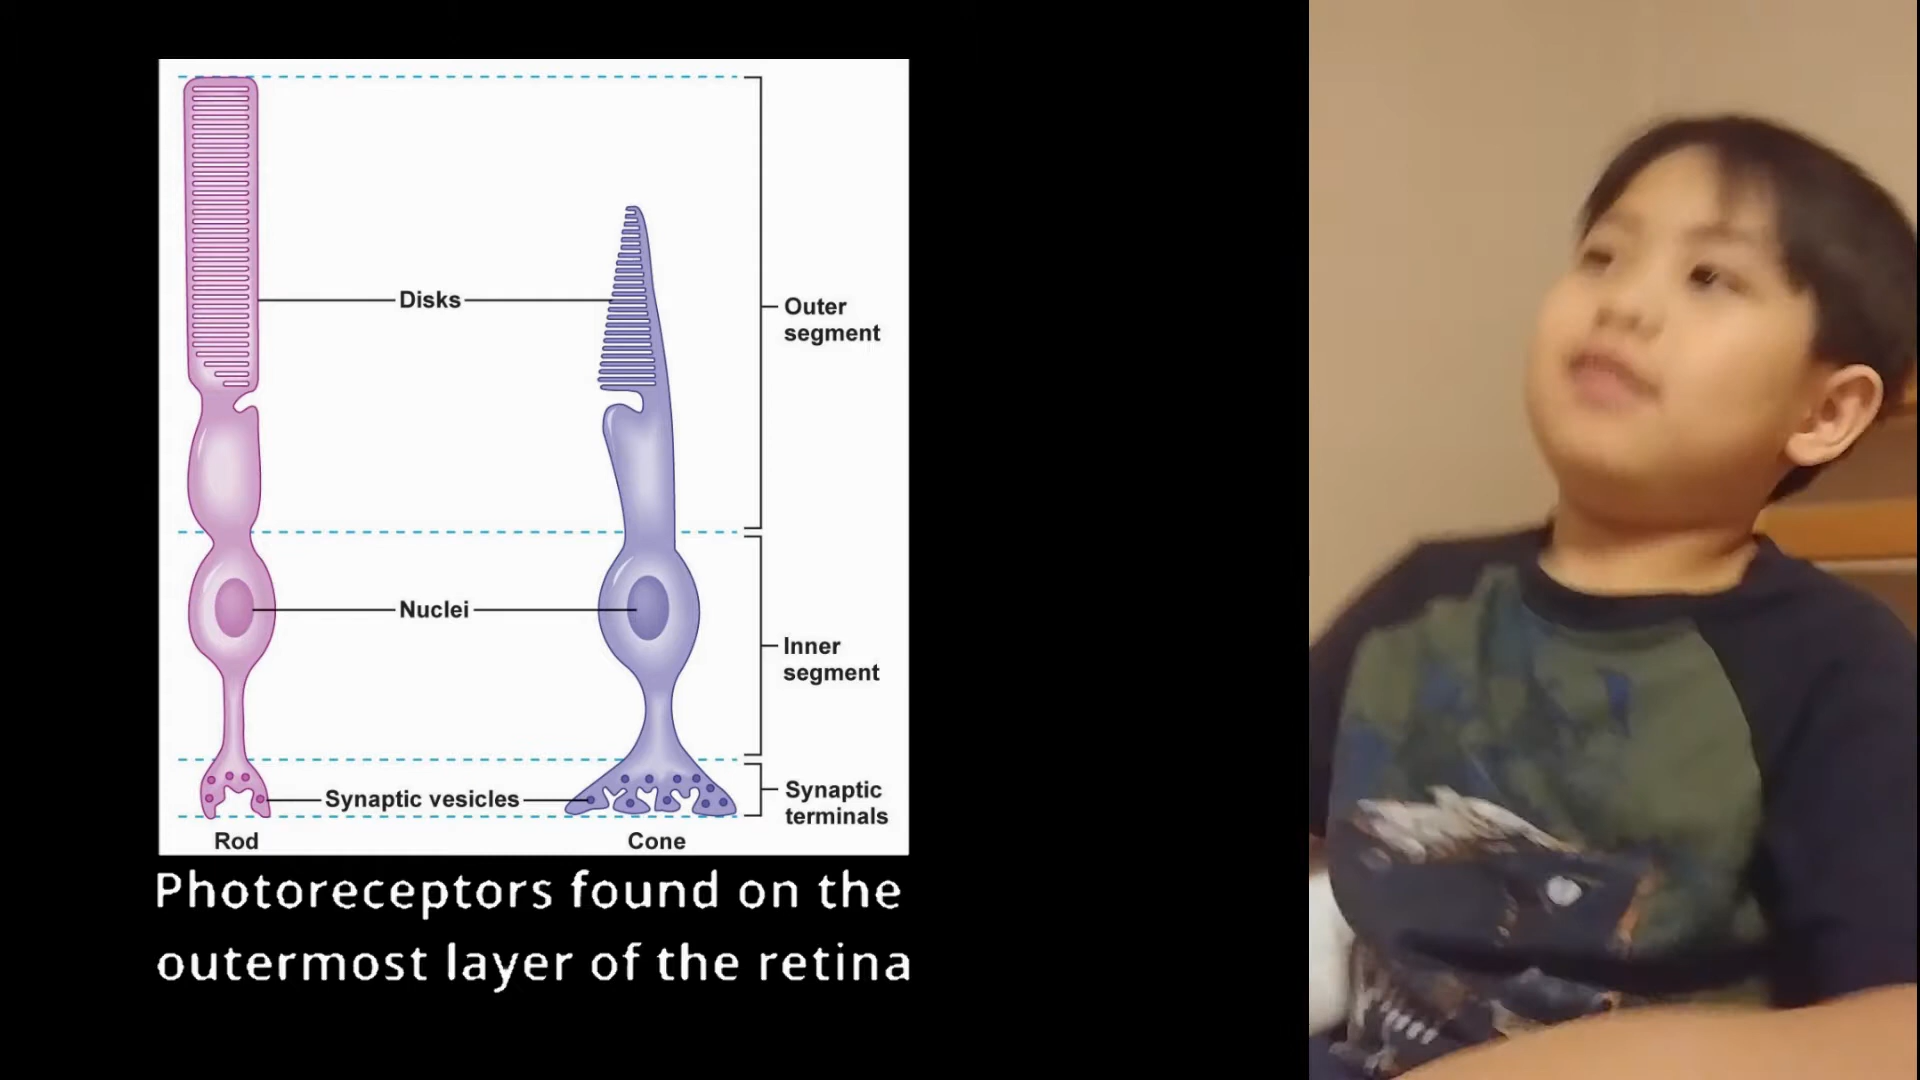 Disks
Outer
segment
Nuclei
Inner
segment
Synaptic vesicles
Synaptic
terminals
Rod
Cone
Photoreceptors found on the
outermost layer of the retina